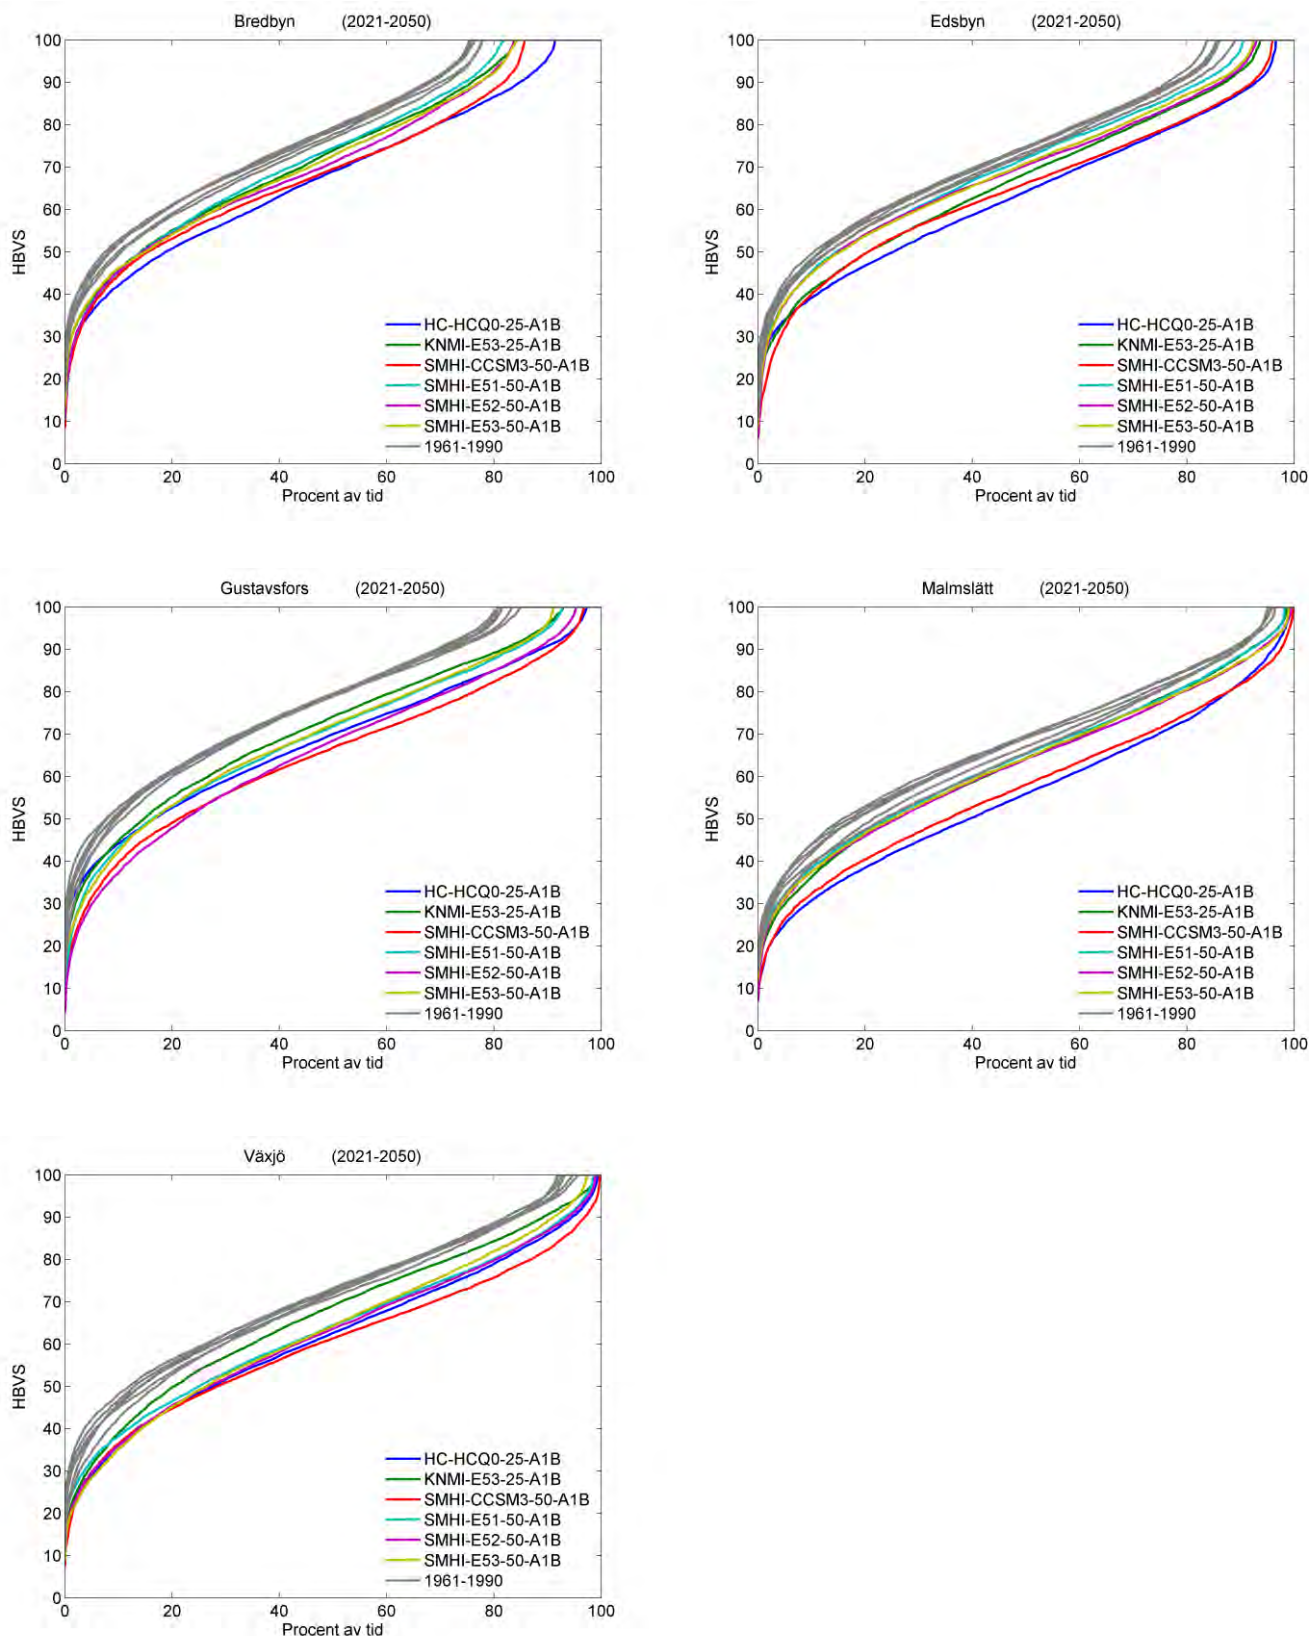 Bredbyn (2021-2050)
100
90
80
70
60
50
40
30
20
10
0
HBVS
HC-HCQ0-25-A1B
KNMI-E53-25-A1B
SMHI-CCSM3-50-A1B
SMHI-E51-50-A1B
SMHI-E52-50-A1B
SMHI-E53-50-A1B
1961-1990
0 20 40 60 80 100
Procent av tid
Edsbyn (2021-2050)
100
90
80
70
60
50
40
30
20
10
0
HBVS
HC-HCQ0-25-A1B
KNMI-E53-25-A1B
SMHI-CCSM3-50-A1B
SMHI-E51-50-A1B
SMHI-E52-50-A1B
SMHI-E53-50-A1B
1961-1990
0 20 40 60 80 100
Procent av tid
Gustavsfors (2021-2050)
100
90
80
70
60
50
40
30
20
10
0
HBVS
HC-HCQ0-25-A1B
KNMI-E53-25-A1B
SMHI-CCSM3-50-A1B
SMHI-E51-50-A1B
SMHI-E52-50-A1B
SMHI-E53-50-A1B
1961-1990
0 20 40 60 80 100
Procent av tid
Malmslätt (2021-2050)
100
90
80
70
60
50
40
30
20
10
0
HBVS
HC-HCQ0-25-A1B
KNMI-E53-25-A1B
SMHI-CCSM3-50-A1B
SMHI-E51-50-A1B
SMHI-E52-50-A1B
SMHI-E53-50-A1B
1961-1990
0 20 40 60 80 100
Procent av tid
Växjö (2021-2050)
100
90
80
70
60
50
40
30
20
10
0
HBVS
HC-HCQ0-25-A1B
KNMI-E53-25-A1B
SMHI-CCSM3-50-A1B
SMHI-E51-50-A1B
SMHI-E52-50-A1B
SMHI-E53-50-A1B
1961-1990
0 20 40 60 80 100
Procent av tid